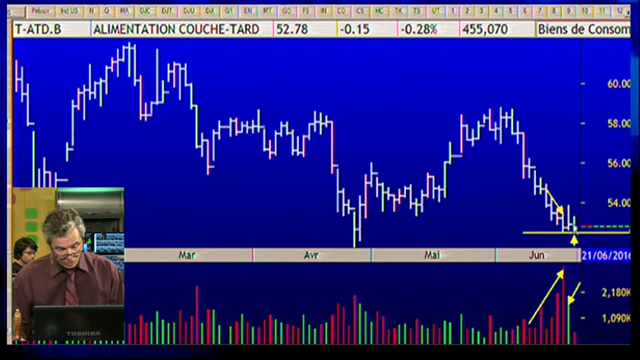 T-ATD.B ALIMENTATION COUCHE-TARD 52.78 -0.15 -0.28% 455,070 Biens de Consom
60.00
58.00
56.00
54.00
Mar Avr Mai Jun 21/06/2016
2,180K
1,090K
TOSHIBA